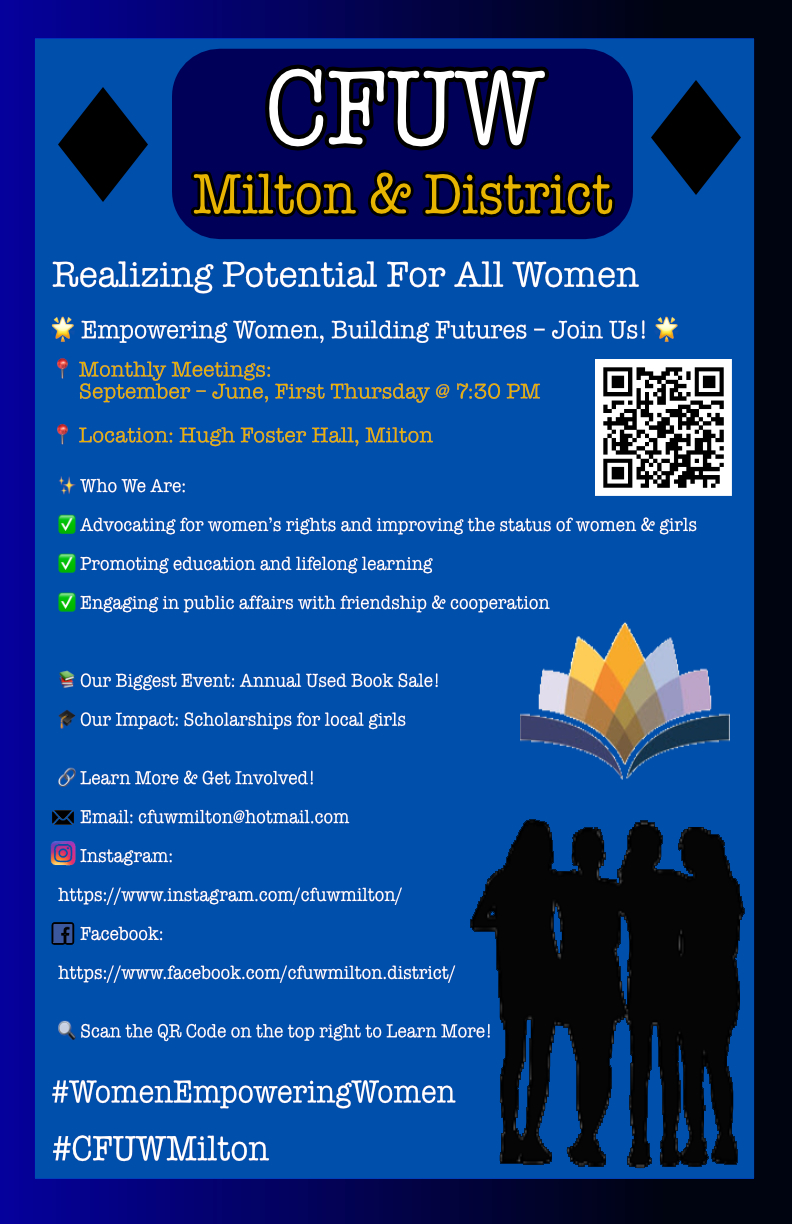 CFUW
Milton & District
Realizing Potential For All Women
🌟 Empowering Women, Building Futures – Join Us! 🌟
📍 Monthly Meetings:
September – June, First Thursday @ 7:30 PM
📍 Location: Hugh Foster Hall, Milton
✨ Who We Are:
✅ Advocating for women’s rights and improving the status of women & girls
✅ Promoting education and lifelong learning
✅ Engaging in public affairs with friendship & cooperation
📚 Our Biggest Event: Annual Used Book Sale!
🎓 Our Impact: Scholarships for local girls
🔗 Learn More & Get Involved!
Email: cfuwmilton@hotmail.com
Instagram:
https://www.instagram.com/cfuwmilton/
Facebook:
https://www.facebook.com/cfuwmilton.district/
🔍 Scan the QR Code on the top right to Learn More!
#WomenEmpoweringWomen
#CFUWMilton